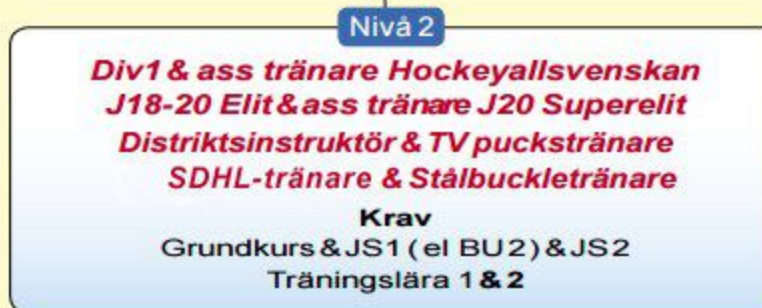 Nivå 2
Div1 & ass tränare Hockeyallsvenskan
J18-20 Elit & ass tränare J20 Superelit
Distriktsinstruktör & TV puckstränare
SDHL-tränare & Stålbuckletränare
Krav
Grundkurs & JS1 ( el BU2 ) & JS2
Träningslära 1 & 2